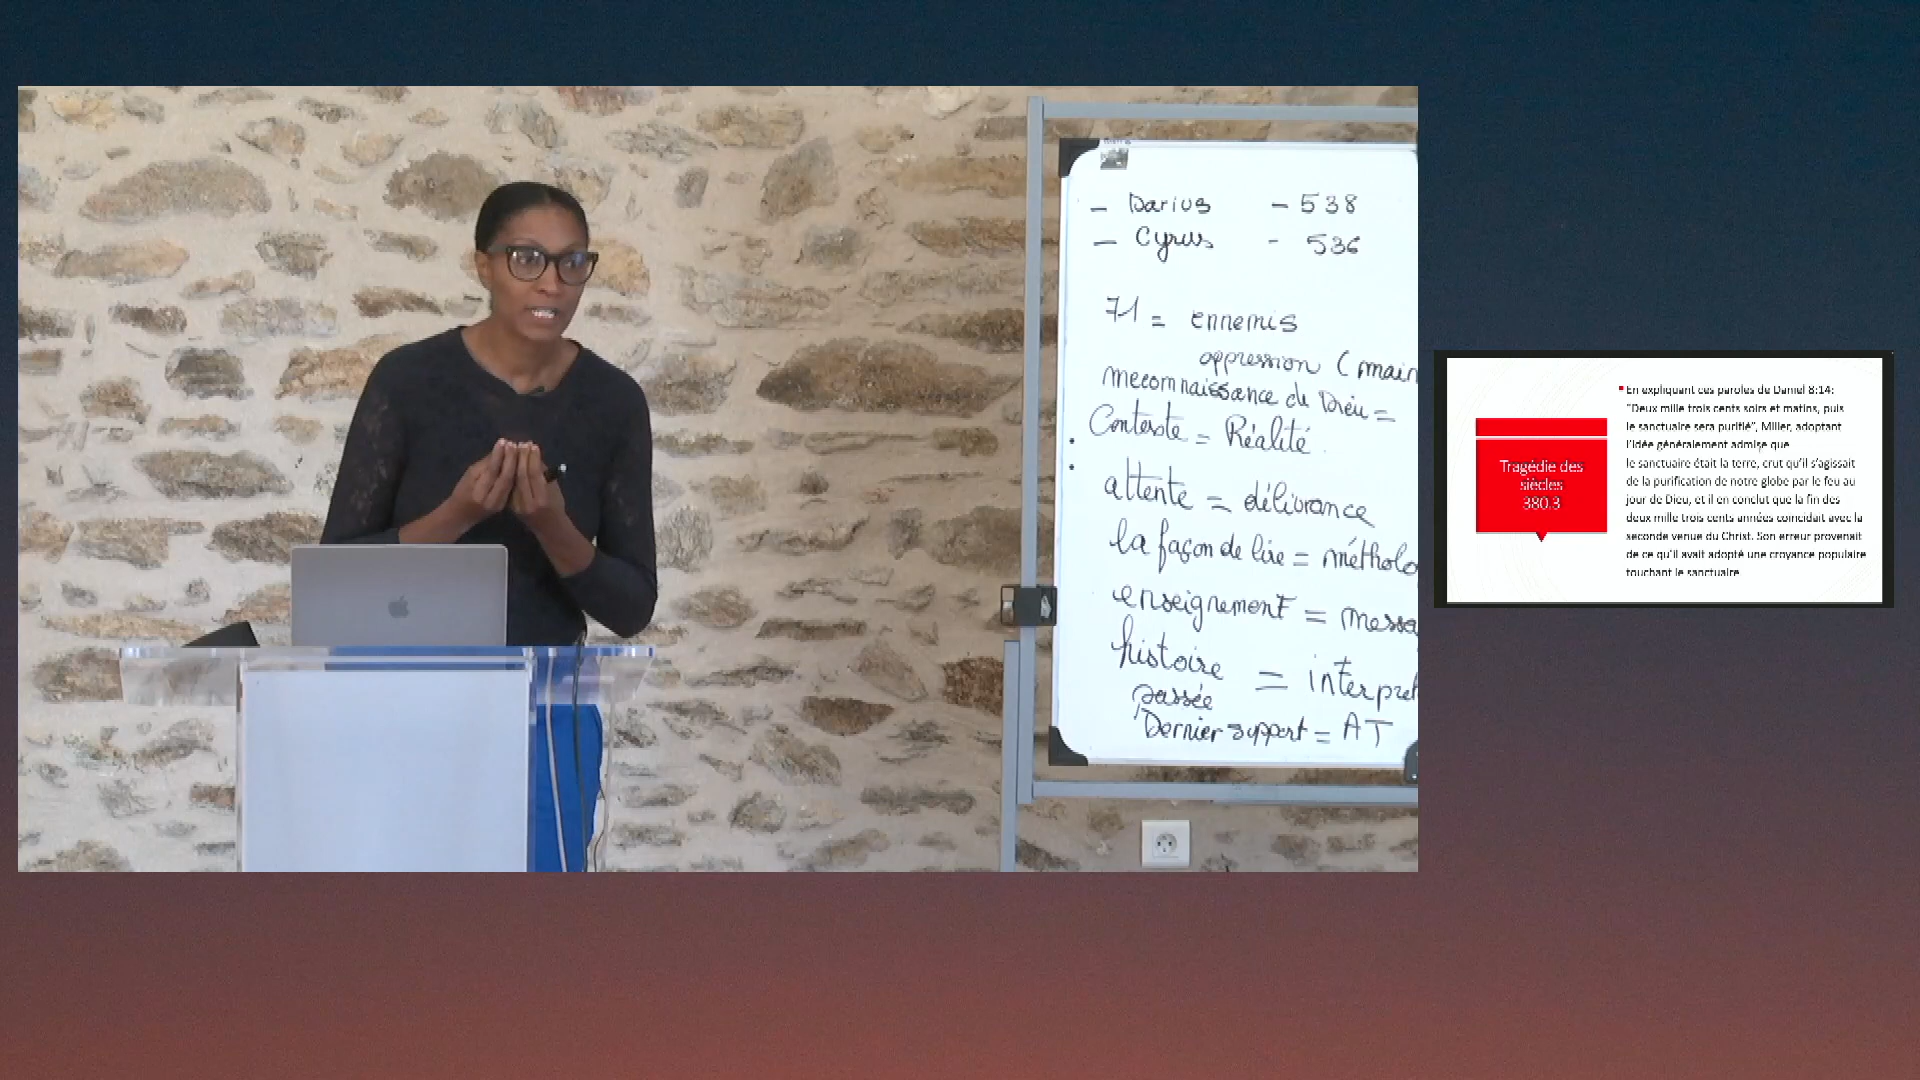 – Darius – 538
– Cyrus - 536
71 = ennemis
oppression (main
meconnaissance de Dieu =
Contexte = Réalité
attente = délivrance
la façon de lire = méthodo
enseignement = messa
histoire = interpré
passée
Dernier support = AT
Tragédie des
siècles
380.3
En expliquant ces paroles de Daniel 8:14:
"Deux mille trois cents soirs et matins, puis
le sanctuaire sera purifié", Miller, adoptant
l'idée généralement admise que
le sanctuaire était la terre, crut qu'il s'agissait
de la purification de notre globe par le feu au
jour de Dieu, et il en conclut que la fin des
deux mille trois cents années coïncidait avec la
seconde venue du Christ. Son erreur provenait
de ce qu'il avait adopté une croyance populaire
touchant le sanctuaire